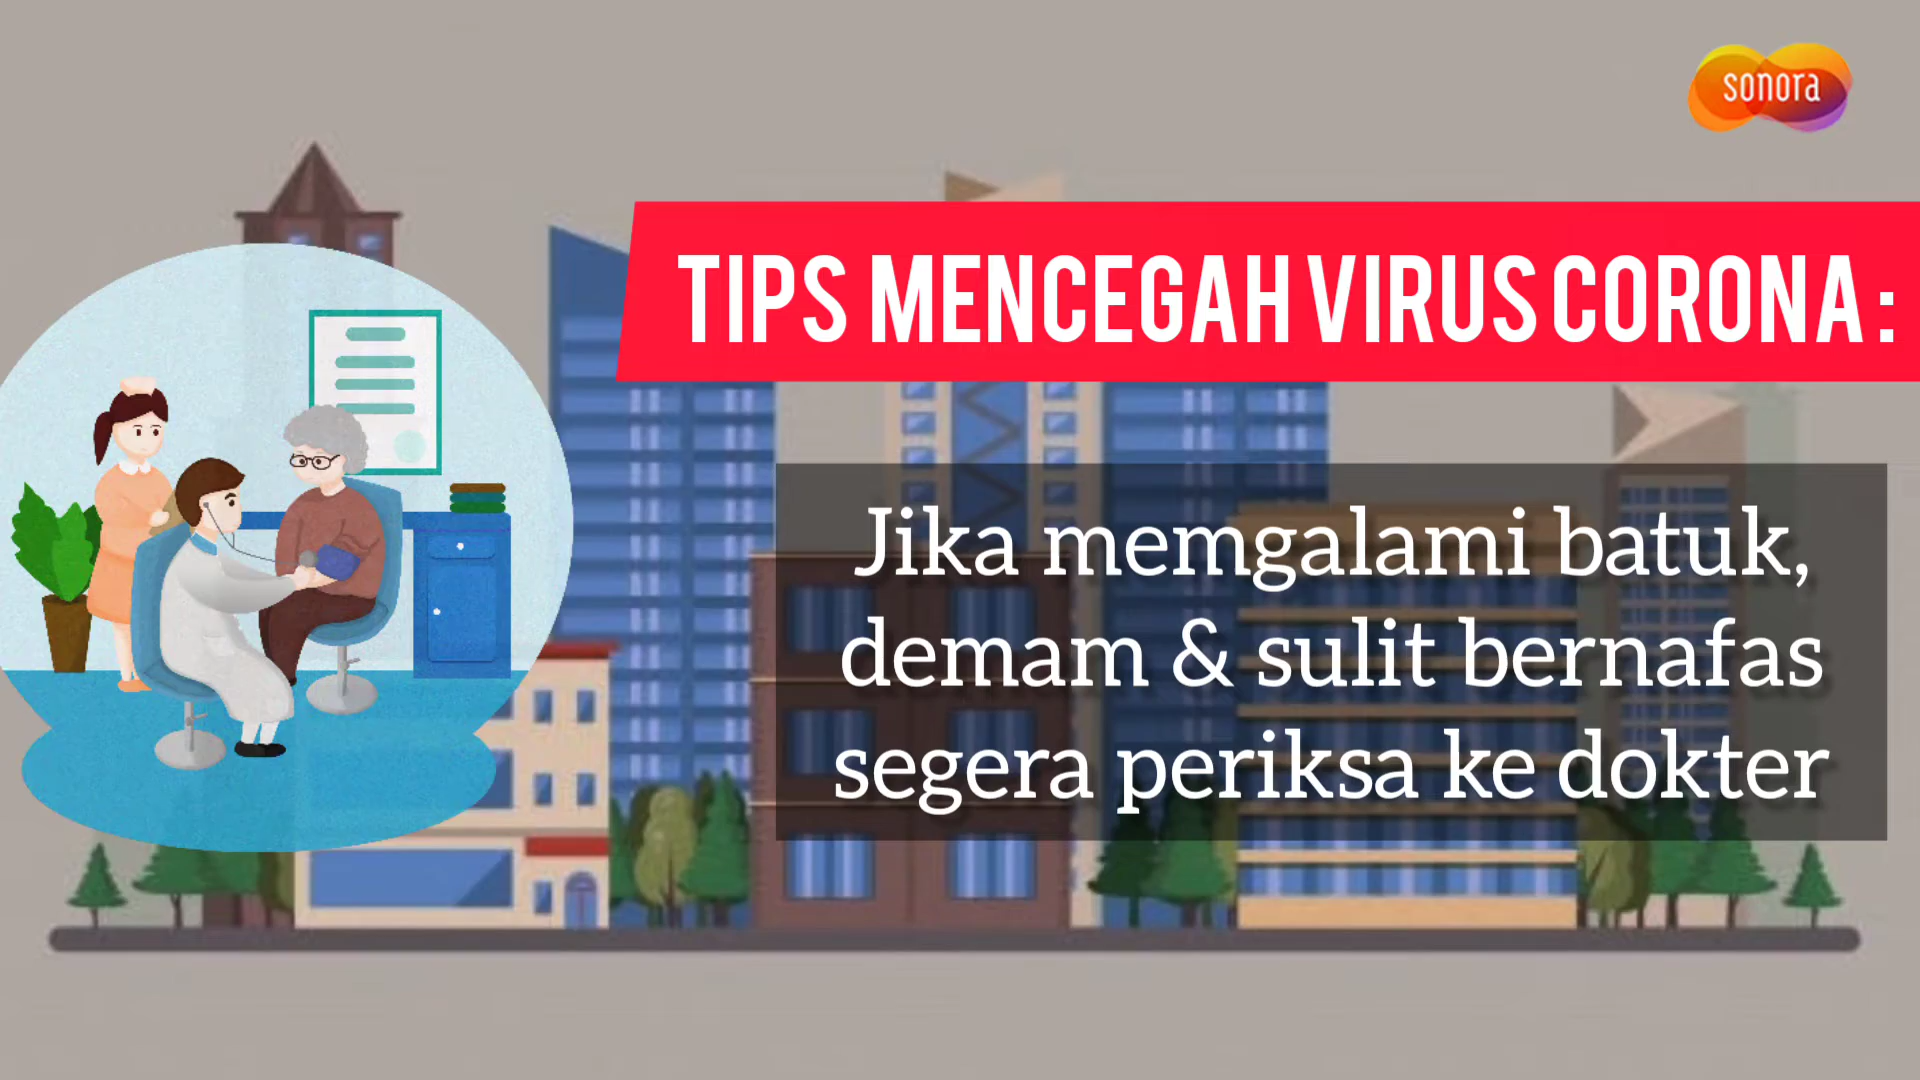 sonora
TIPS MENCEGAH VIRUS CORONA :
Jika memgalami batuk,
demam & sulit bernafas
segera periksa ke dokter